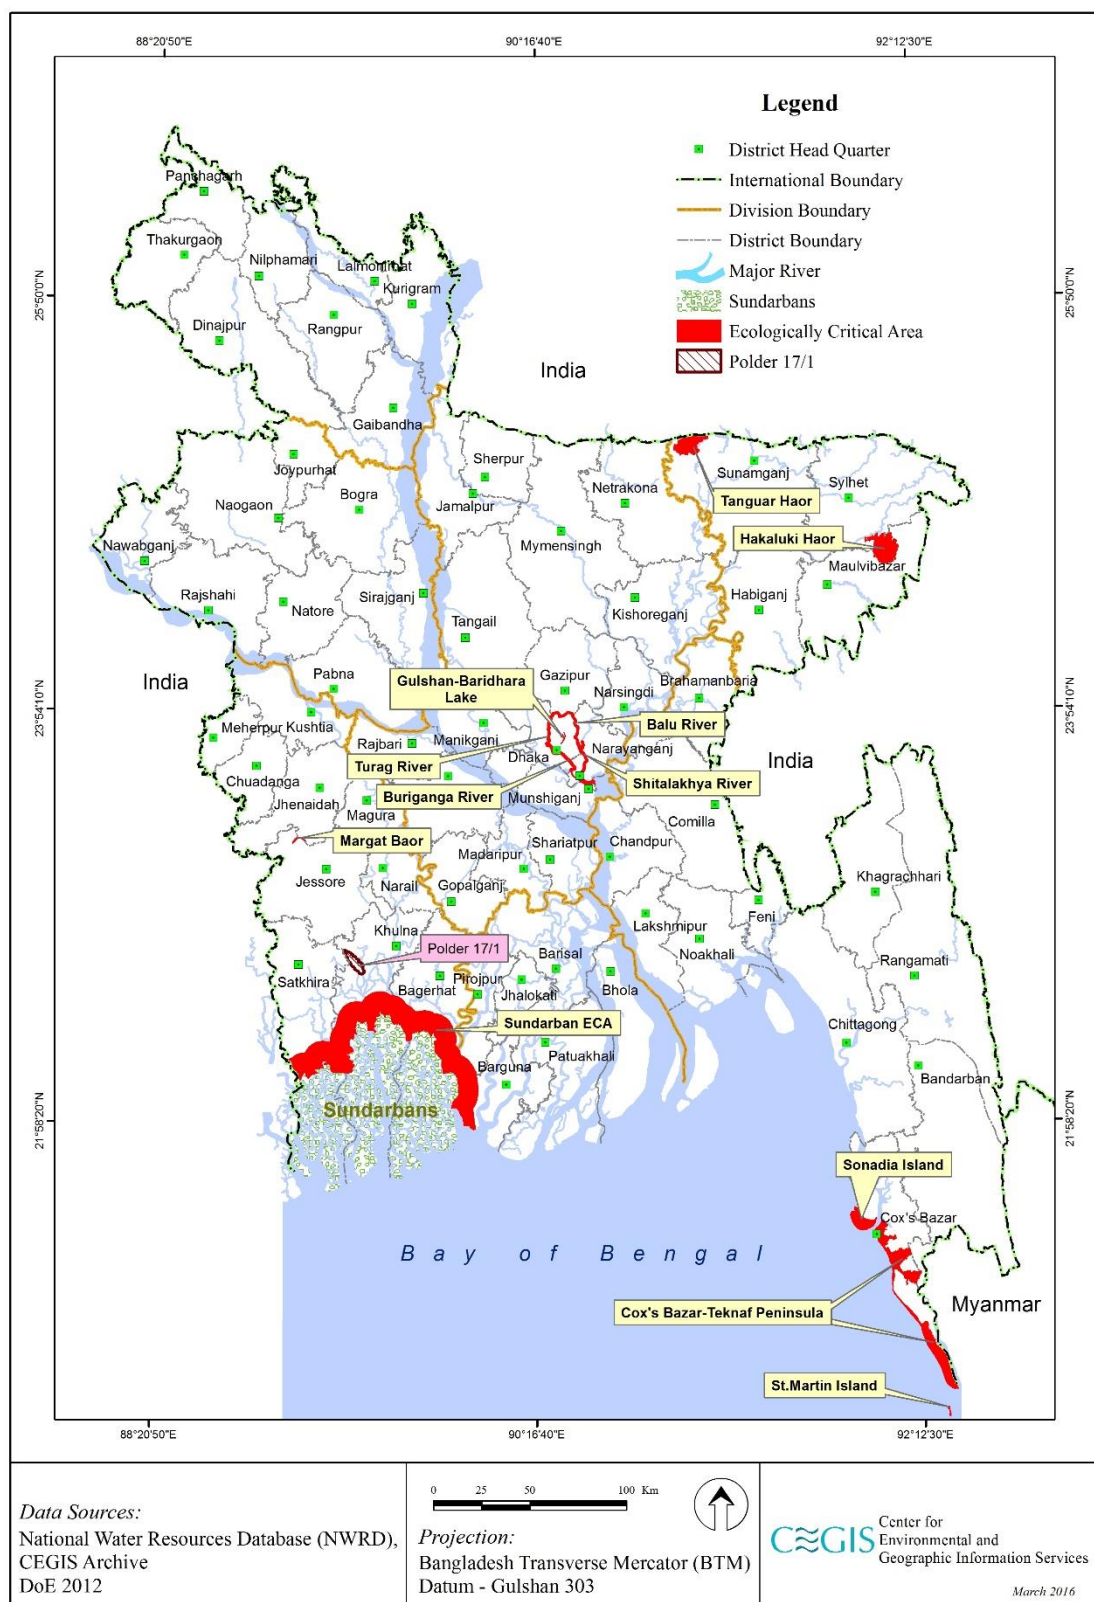 88°20'50"E
90°16'40"E
92°12'30"E
Legend
District Head Quarter
International Boundary
Division Boundary
District Boundary
Major River
Sundarbans
Ecologically Critical Area
Polder 17/1
25°50'0"N
25°50'0"N
Panchagarh
Thakurgaon
Nilphamari
Lalmonirhat
Kurigram
Dinajpur
Rangpur
India
Gaibandha
Joypurhat
Sherpur
Sunamganj
Sylhet
Naogaon
Bogra
Jamalpur
Netrakona
Tanguar Haor
Nawabganj
Mymensingh
Hakaluki Haor
Maulvibazar
Rajshahi
Natore
Sirajganj
Kishoreganj
Habiganj
Tangail
India
Pabna
Gulshan-Baridhara
Lake
Gazipur
Narsingdi
Brahamanbaria
23°54'10"N
23°54'10"N
Meherpur
Kushtia
Rajbari
Manikganj
Balu River
Dhaka
Narayanganj
Turag River
India
Chuadanga
Jhenaidah
Shitalakhya River
Buriganga River
Munshiganj
Magura
Comilla
Margat Baor
Madaripur
Shariatpur
Chandpur
Jessore
Narail
Gopalganj
Khagrachhari
Lakshmipur
Feni
Khulna
Polder 17/1
Noakhali
Satkhira
Barisal
Rangamati
Bagerhat
Pirojpur
Jhalokati
Bhola
Sundarban ECA
Chittagong
Patuakhali
Barguna
Bandarban
Sundarbans
21°58'20"N
21°58'20"N
Sonadia Island
Cox's Bazar
Bay of Bengal
Myanmar
Cox's Bazar-Teknaf Peninsula
St.Martin Island
88°20'50"E
90°16'40"E
92°12'30"E
Data Sources:
National Water Resources Database (NWRD),
CEGIS Archive
DoE 2012
0 25 50 100 Km
Projection:
Bangladesh Transverse Mercator (BTM)
Datum - Gulshan 303
CEGIS
Center for
Environmental and
Geographic Information Services
March 2016